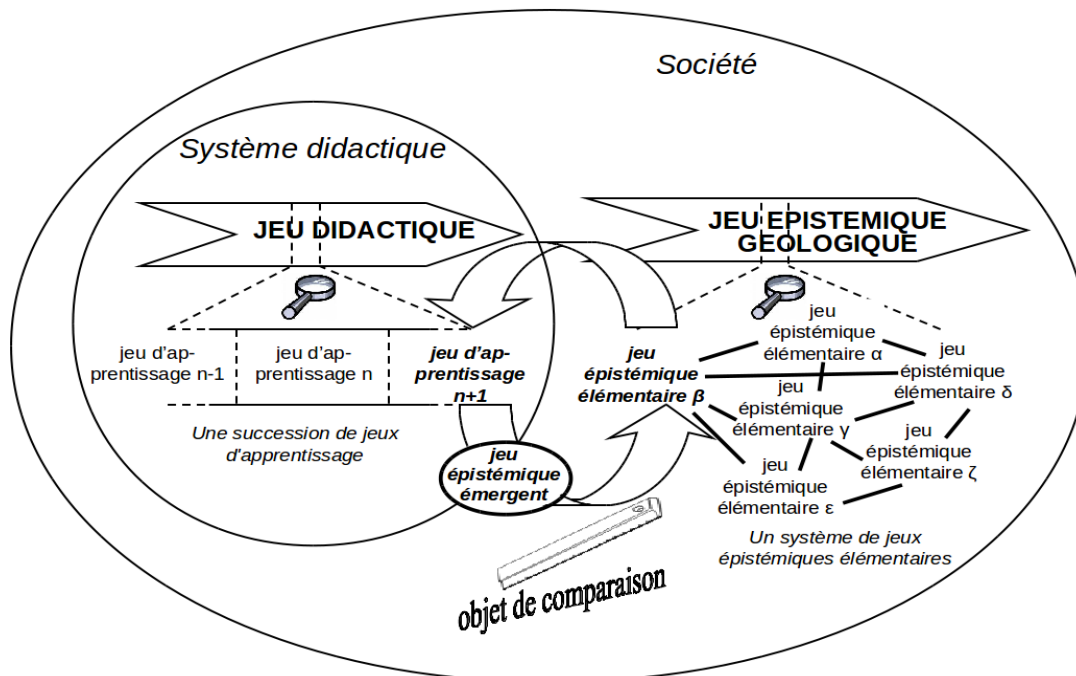 Société
Système didactique
JEU DIDACTIQUE
JEU EPISTEMIQUE
GEOLOGIQUE
jeu d'ap-
prentissage n-1
jeu d'ap-
prentissage n
jeu d'ap-
prentissage
n+1
Une succession de jeux
d'apprentissage
jeu
épistémique
émergent
jeu
épistémique
élémentaire β
jeu
épistémique
élémentaire α
jeu
épistémique
élémentaire δ
jeu
épistémique
élémentaire γ
jeu
épistémique
élémentaire ζ
jeu
épistémique
élémentaire ε
Un système de jeux
épistémiques élémentaires
objet de comparaison